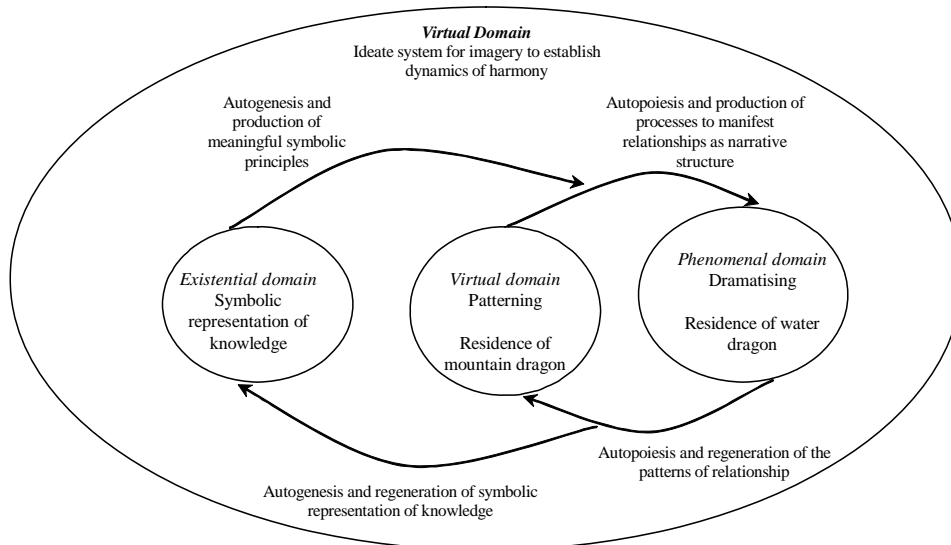 Virtual Domain
Ideate system for imagery to establish
dynamics of harmony
Autogenesis and
production of
meaningful symbolic
principles
Autopoiesis and production of
processes to manifest
relationships as narrative
structure
Existential domain
Symbolic
representation of
knowledge
Virtual domain
Patterning
Residence of
mountain dragon
Phenomenal domain
Dramatising
Residence of water
dragon
Autogenesis and regeneration of symbolic
representation of knowledge
Autopoiesis and regeneration of the
patterns of relationship